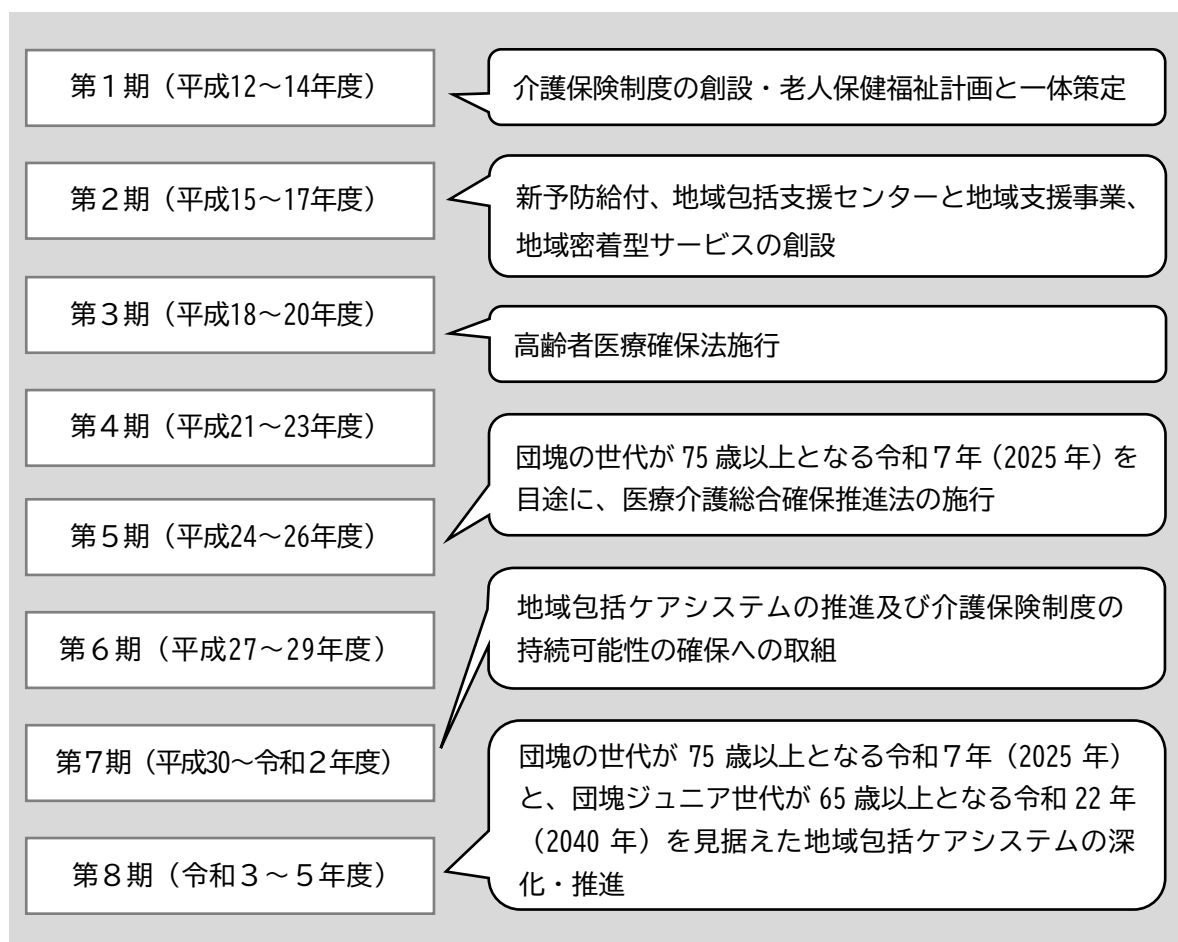 第１期（平成12～14年度）
介護保険制度の創設・老人保健福祉計画と一体策定
第２期（平成15～17年度）
新予防給付、地域包括支援センターと地域支援事業、
地域密着型サービスの創設
第３期（平成18～20年度）
高齢者医療確保法施行
第４期（平成21～23年度）
団塊の世代が 75 歳以上となる令和７年（2025 年）を
目途に、医療介護総合確保推進法の施行
第５期（平成24～26年度）
地域包括ケアシステムの推進及び介護保険制度の
持続可能性の確保への取組
第６期（平成27～29年度）
第７期（平成30～令和２年度）
団塊の世代が 75 歳以上となる令和７年（2025 年）
と、団塊ジュニア世代が 65 歳以上となる令和 22 年
（2040 年）を見据えた地域包括ケアシステムの深
化・推進
第８期（令和３～５年度）